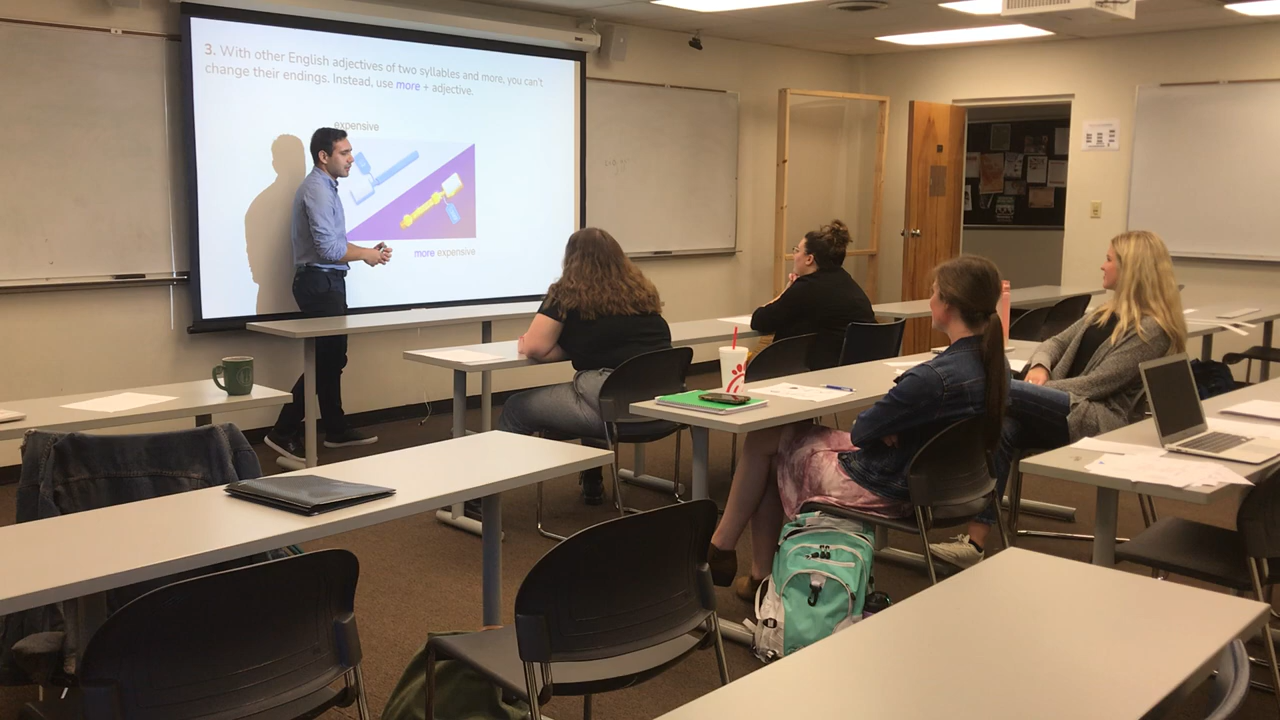 3. With other English adjectives of two syllables and more, you can't
change their endings. Instead, use more + adjective.
expensive
more expensive